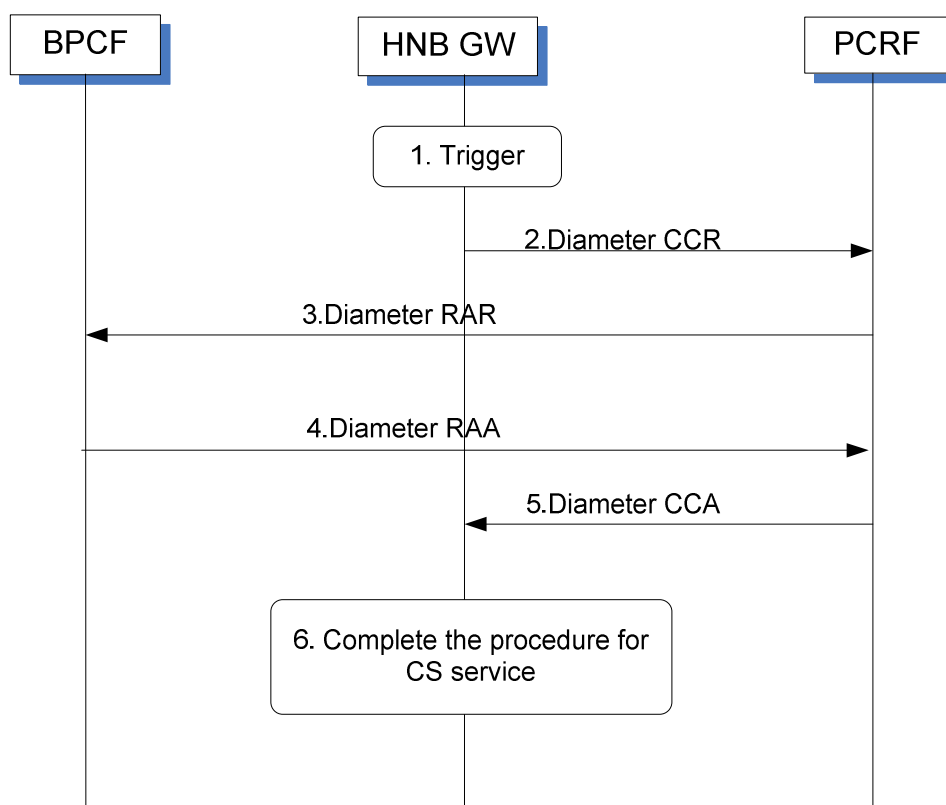 BPCF
HNB GW
PCRF
1. Trigger
2.Diameter CCR
3.Diameter RAR
4.Diameter RAA
5.Diameter CCA
6. Complete the procedure for
CS service